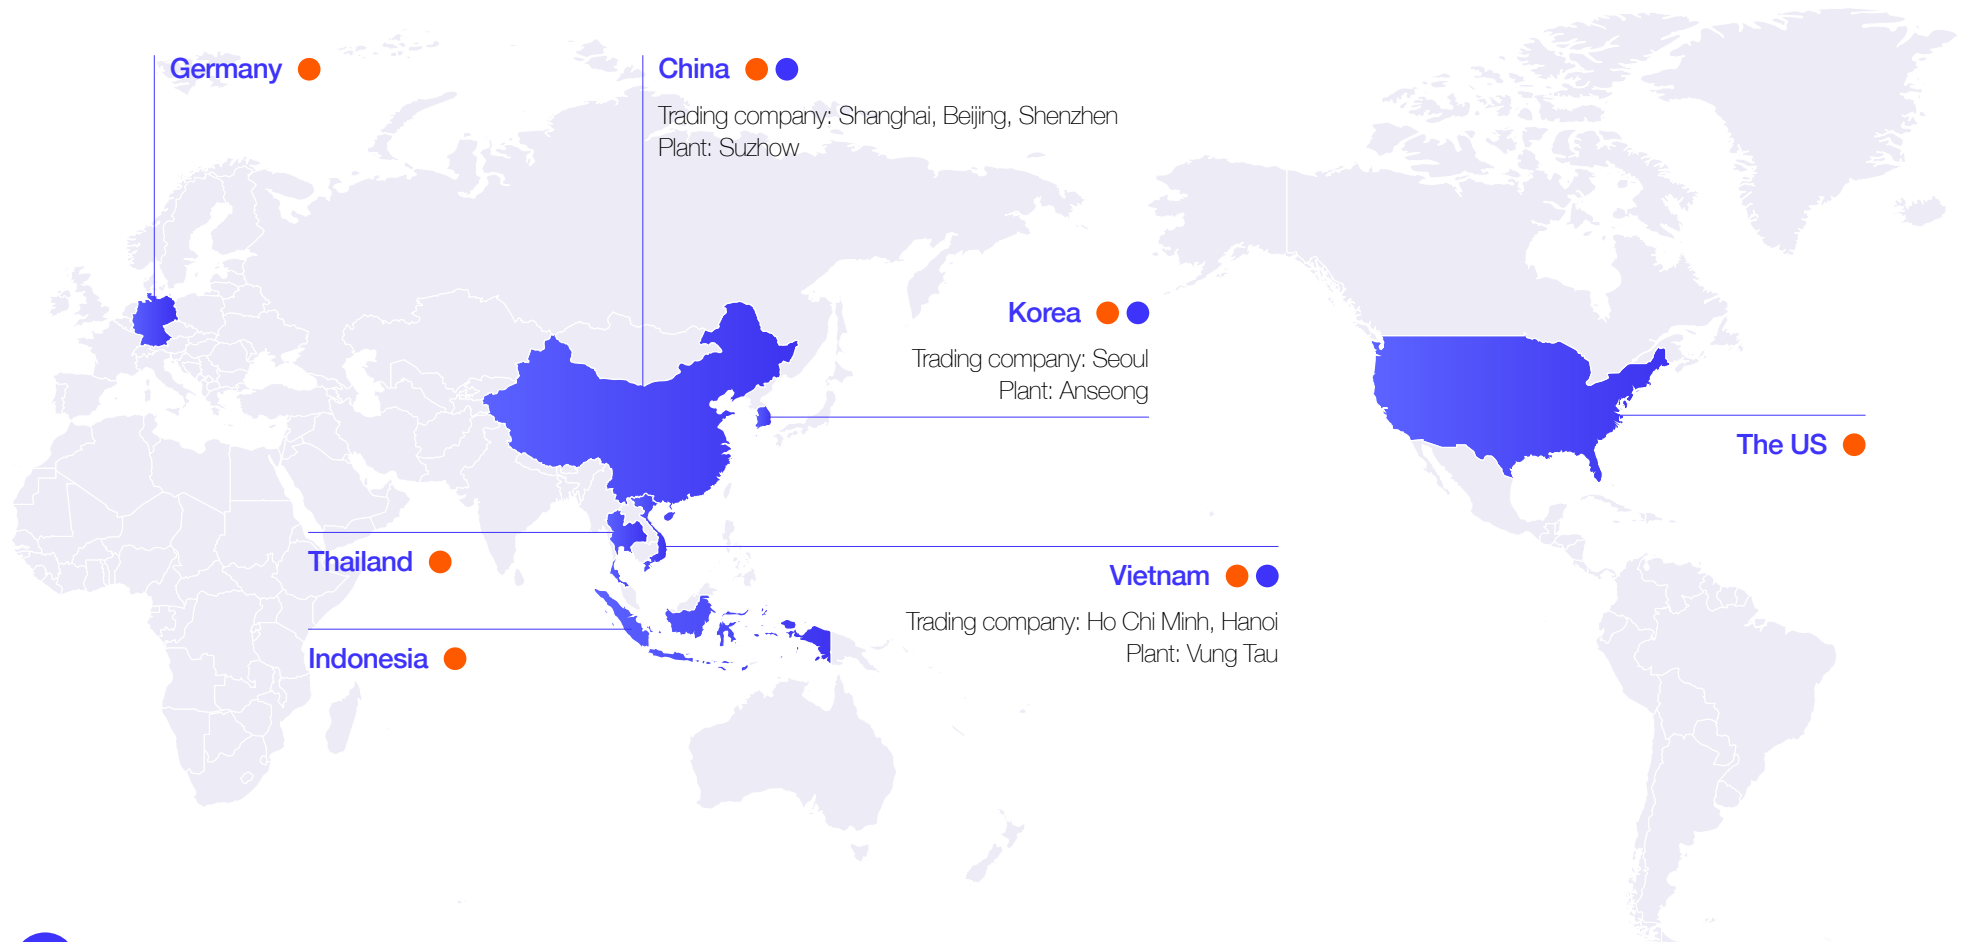 Germany
China
Trading company: Shanghai, Beijing, Shenzhen
Plant: Suzhow
Korea
Trading company: Seoul
Plant: Anseong
The US
Thailand
Vietnam
Trading company: Ho Chi Minh, Hanoi
Plant: Vung Tau
Indonesia